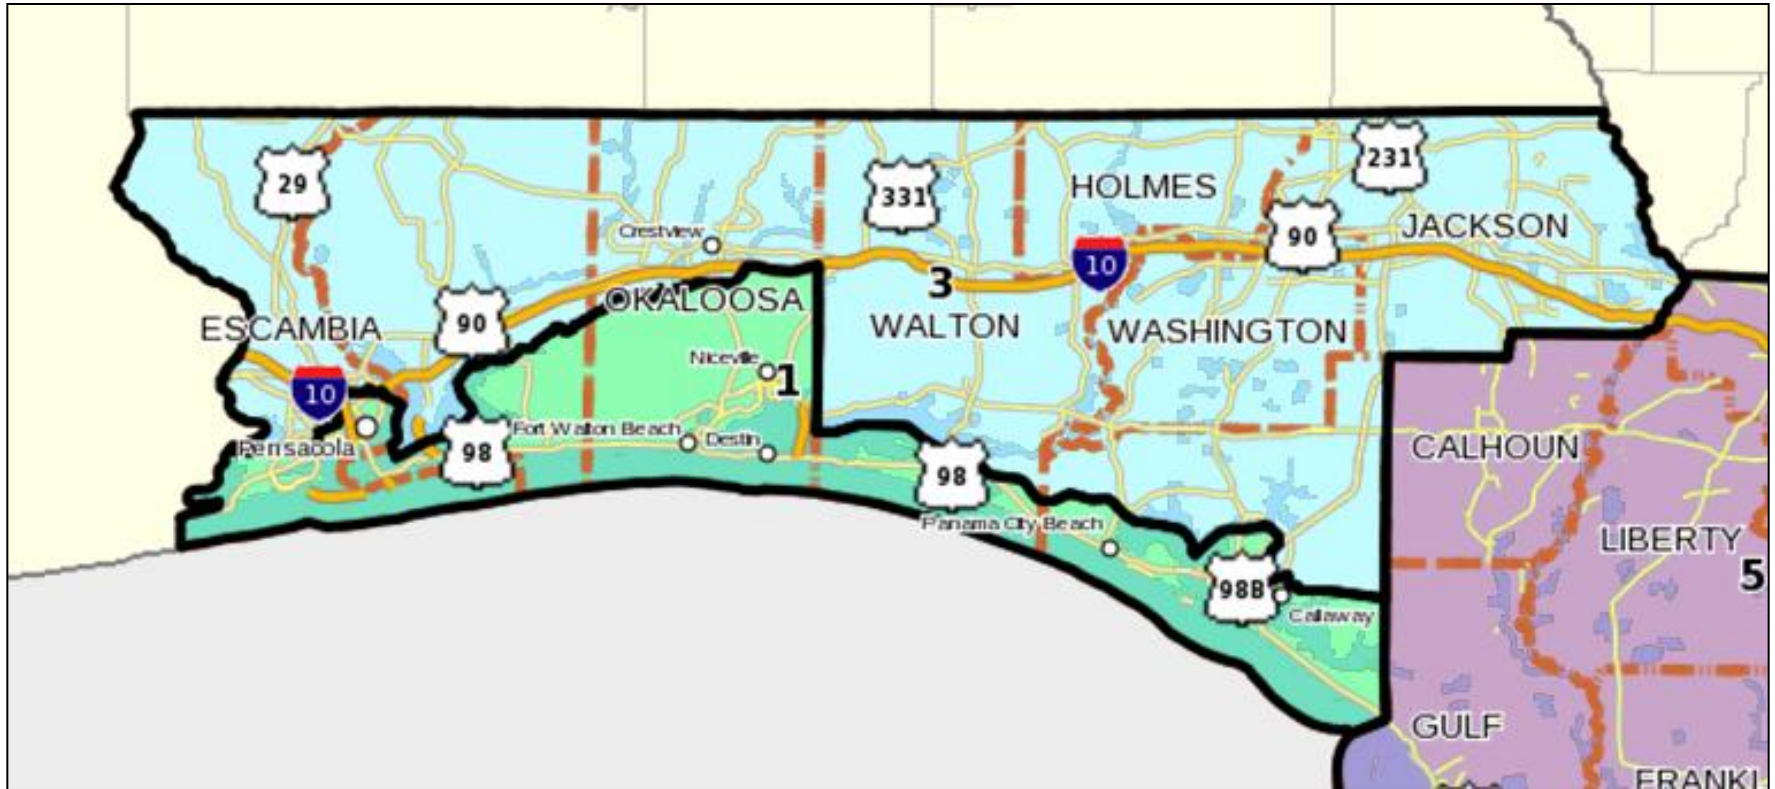 29
331
231
HOLMES
JACKSON
Crestview
90
10
3
OKALOOSA
ESCAMBIA
90
WALTON
WASHINGTON
Niceville
1
10
Pensacola
Fort Walton Beach
Destin
98
98
CALHOUN
Panama City Beach
LIBERTY
5
98B
Callaway
GULF
FRANKL